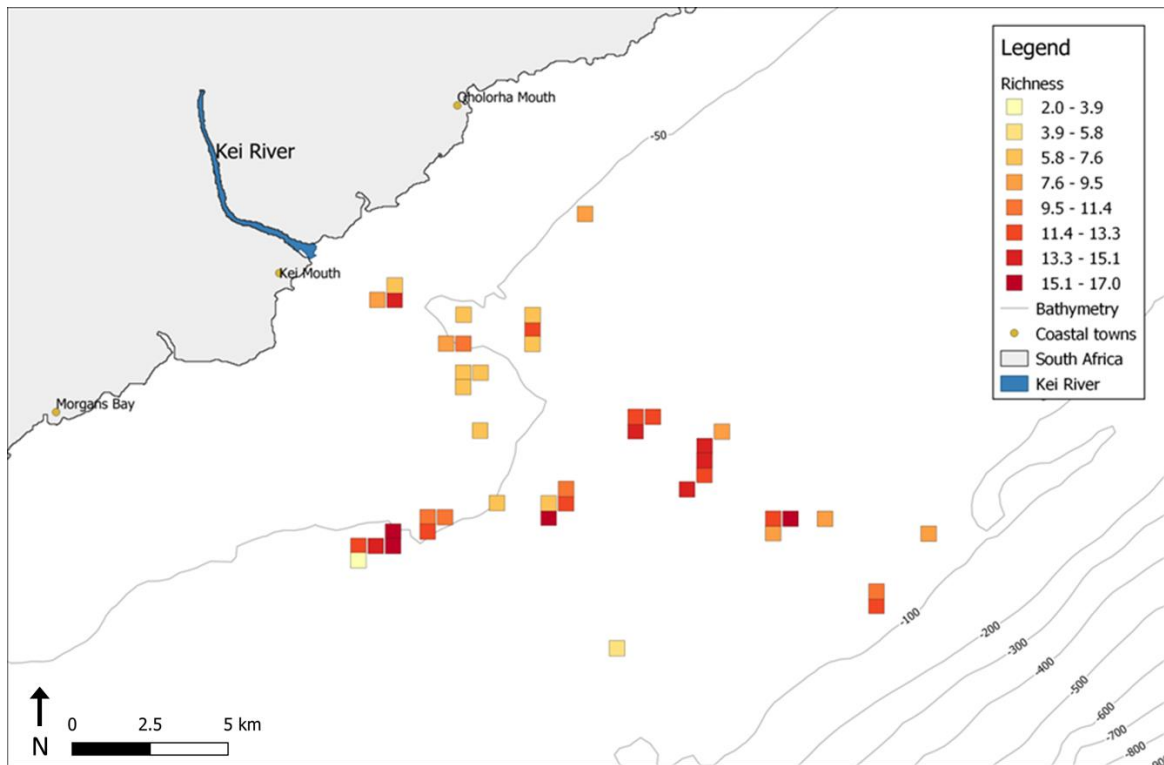 Legend
Richness
2.0 - 3.9
3.9 - 5.8
5.8 - 7.6
7.6 - 9.5
9.5 - 11.4
11.4 - 13.3
13.3 - 15.1
15.1 - 17.0
Bathymetry
Coastal towns
South Africa
Kei River
Qholorha Mouth
-50
Kei River
Kei Mouth
Morgans Bay
-100
-200
-300
-400
-500
-600
-700
-800
N
0 2.5 5 km